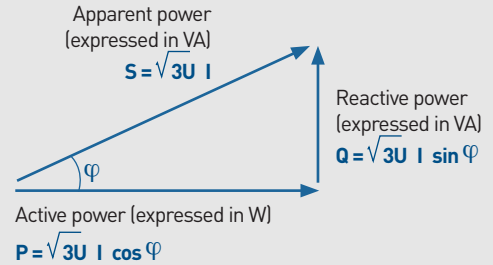 Apparent power
(expressed in VA)
S = √3U I
Reactive power
(expressed in VA)
Q = √3U I sin φ
φ
Active power (expressed in W)
P = √3U I cos φ